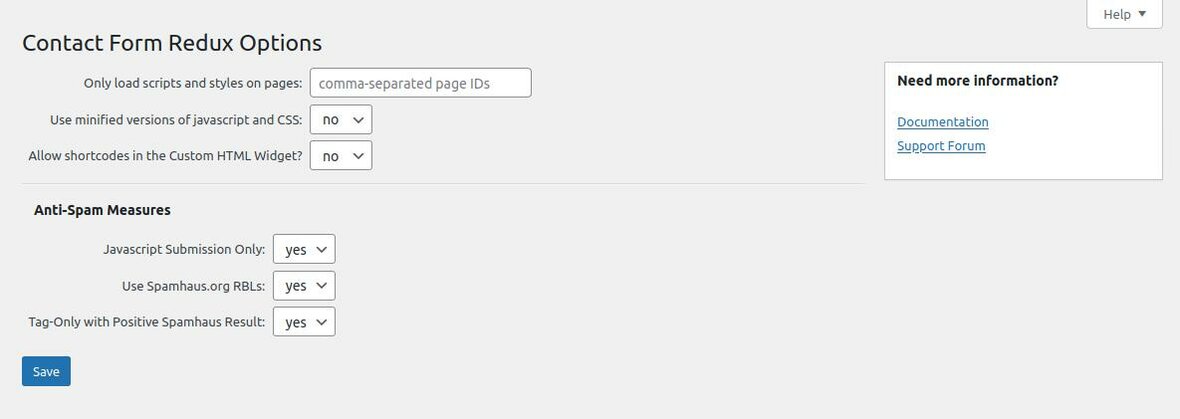 Help
Contact Form Redux Options
Only load scripts and styles on pages: comma-separated page IDs
Use minified versions of javascript and CSS: no
Allow shortcodes in the Custom HTML Widget? no
Need more information?
Documentation
Support Forum
Anti-Spam Measures
Javascript Submission Only: yes
Use Spamhaus.org RBLs: yes
Tag-Only with Positive Spamhaus Result: yes
Save